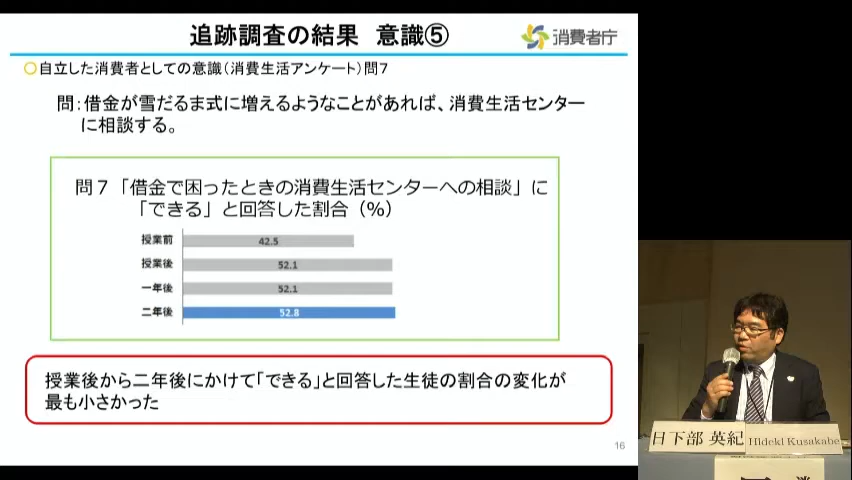 追跡調査の結果　意識⑤
消費者庁
○自立した消費者としての意識（消費生活アンケート）問７
問：借金が雪だるま式に増えるようなことがあれば、消費生活センター
に相談する。
問７「借金で困ったときの消費生活センターへの相談」に
「できる」と回答した割合（%）
授業前 42.5
授業後 52.1
一年後 52.1
二年後 52.8
授業後から二年後にかけて「できる」と回答した生徒の割合の変化が
最も小さかった
16
日下部 英紀 Hideki Kusakabe